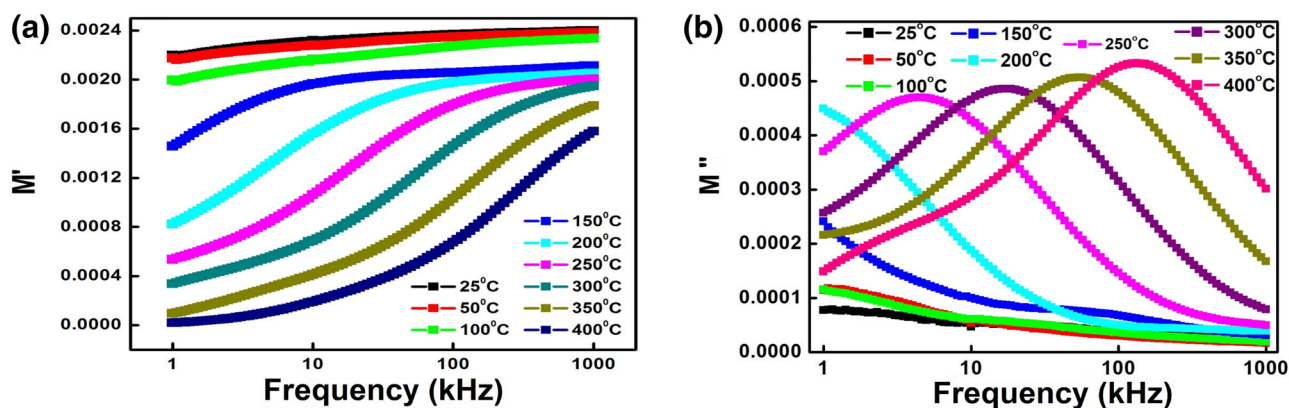 (a)
0.0024
0.0020
0.0016
0.0012
0.0008
0.0004
0.0000
M'
150°C
200°C
250°C
25°C
300°C
50°C
350°C
100°C
400°C
1
10
100
1000
Frequency (kHz)
(b)
0.0006
0.0005
0.0004
0.0003
0.0002
0.0001
0.0000
M''
25°C
150°C
250°C
300°C
50°C
200°C
350°C
100°C
400°C
1
10
100
1000
Frequency (kHz)